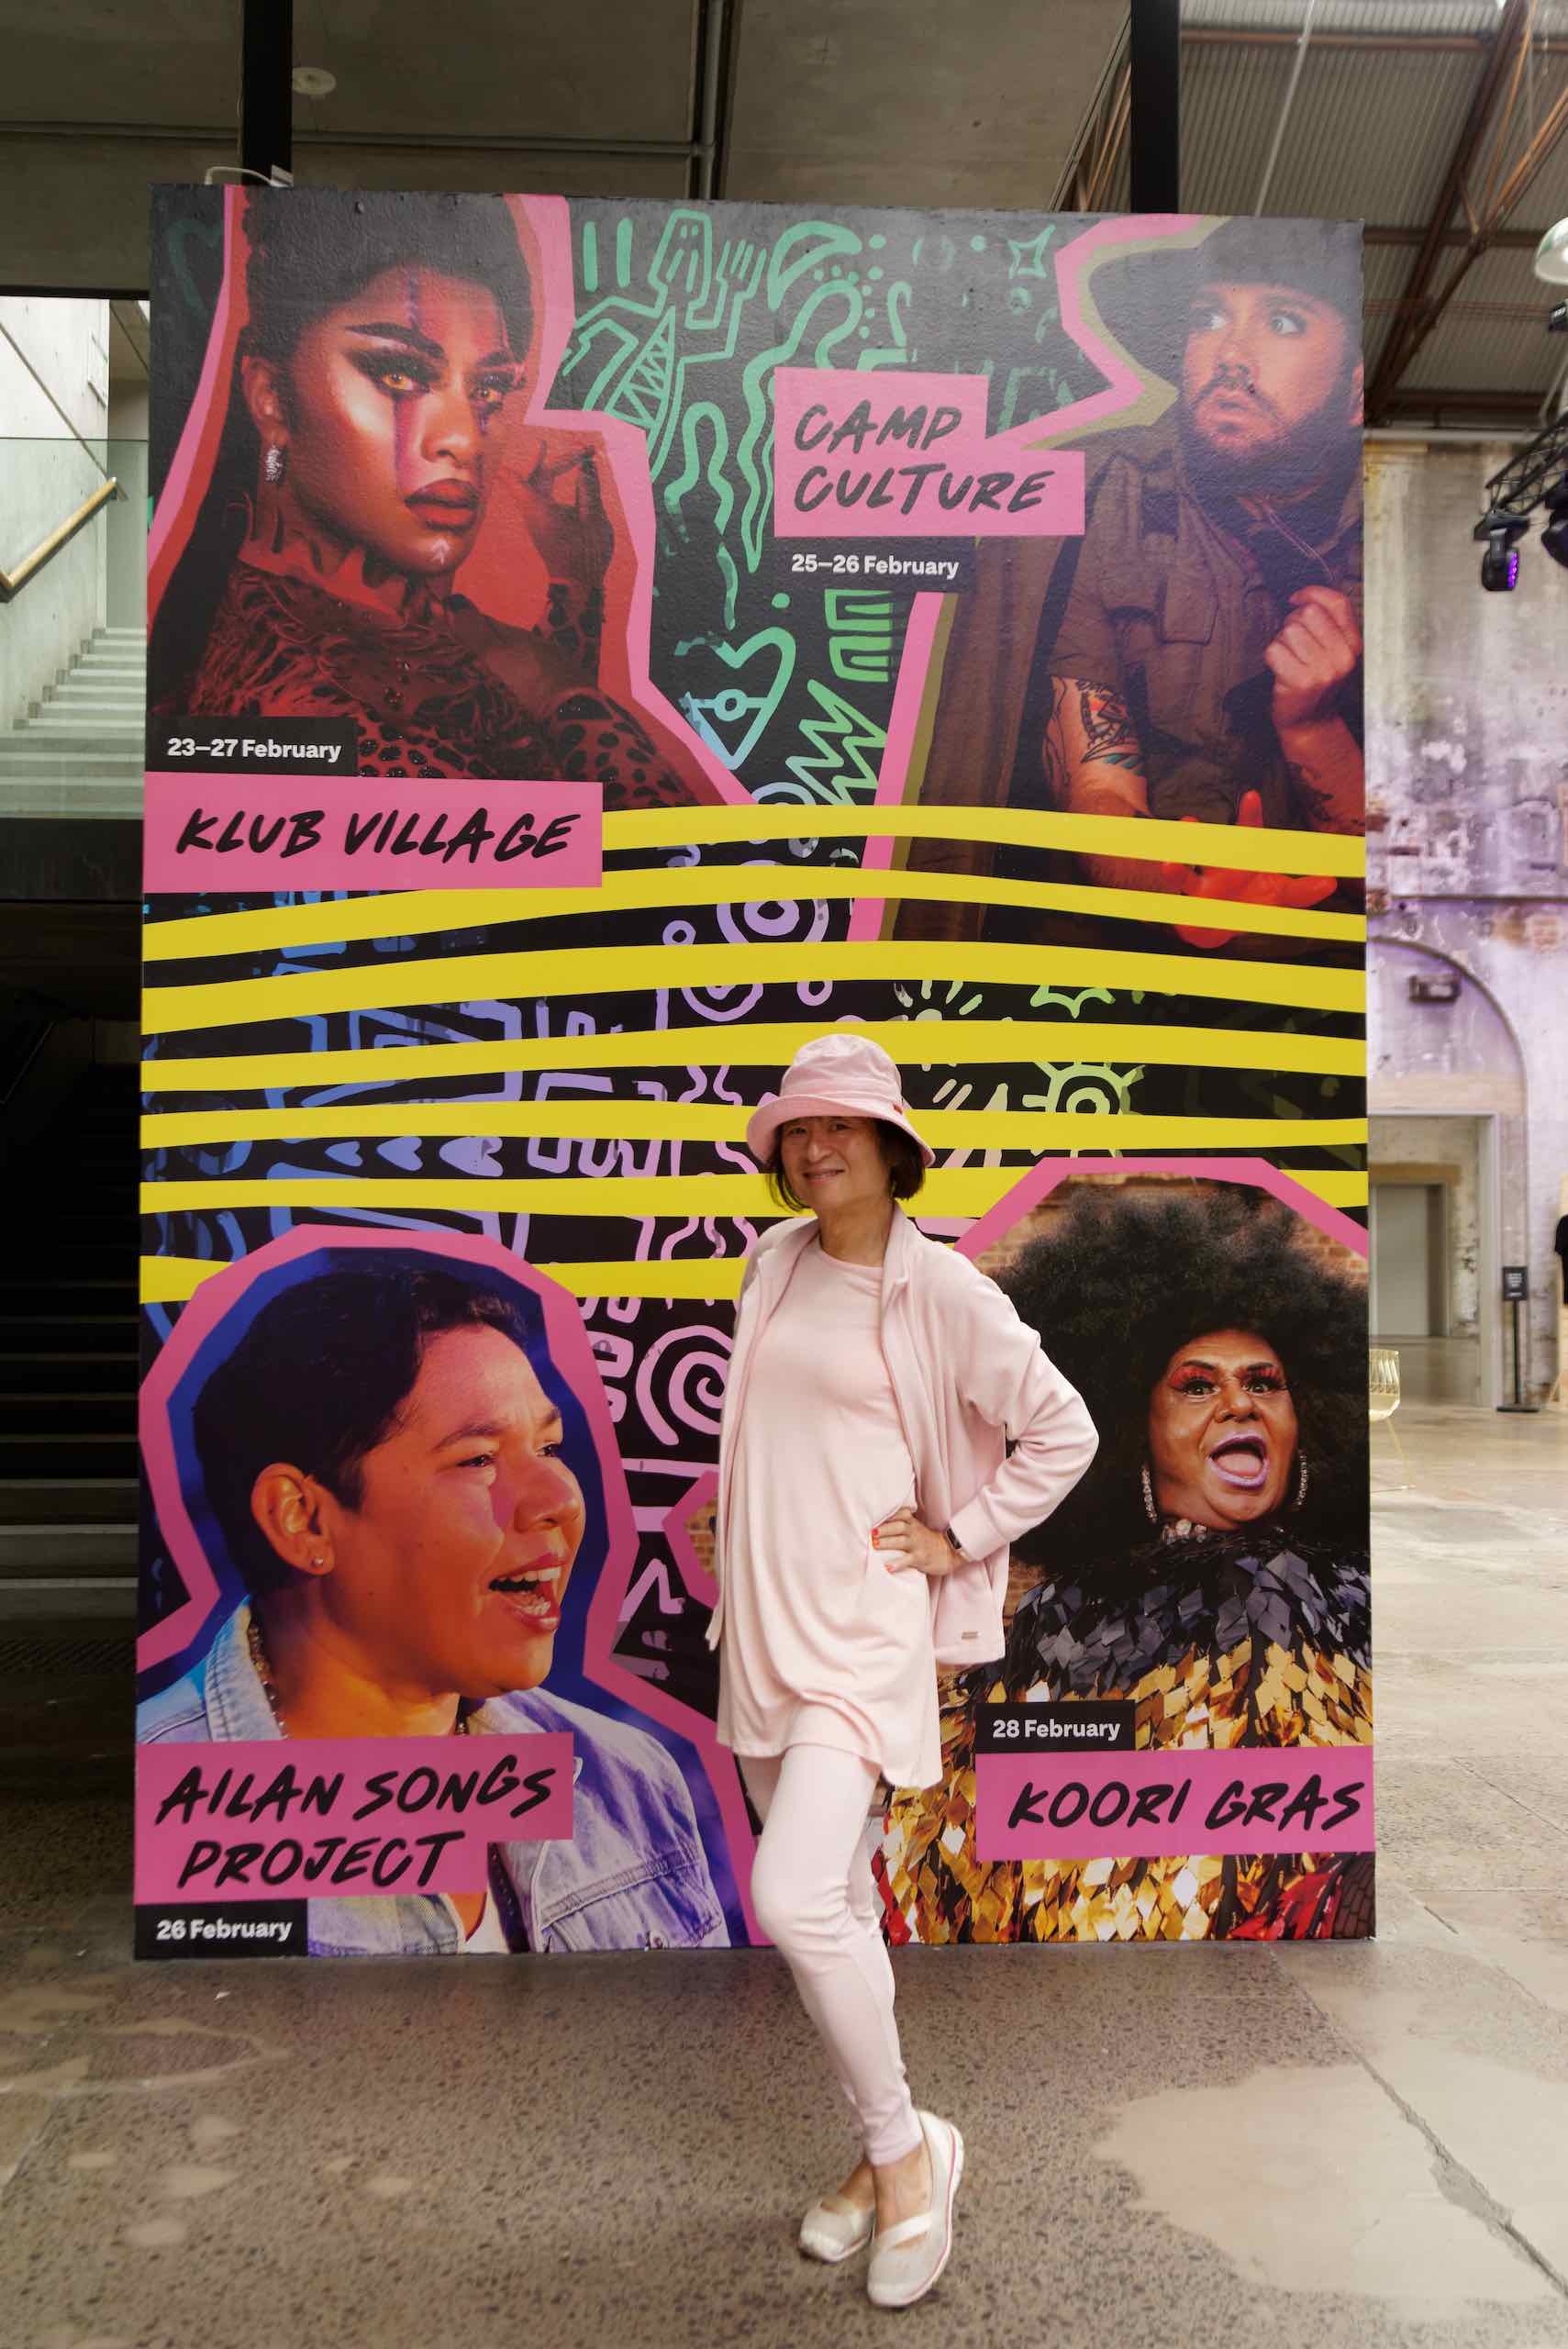 CAMP
CULTURE
25–26 February
23–27 February
KLUB VILLAGE
AILAN SONGS
PROJECT
26 February
28 February
KOORI GRAS